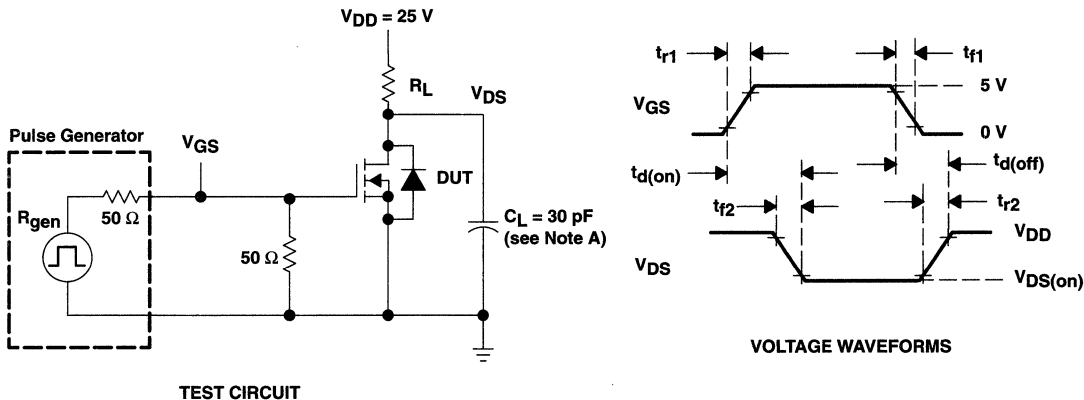 VDD = 25 V
RL
VDS
Pulse Generator
VGS
Rgen
50 Ω
50 Ω
DUT
CL = 30 pF
(see Note A)
TEST CIRCUIT
tr1
tf1
VGS
5 V
0 V
td(on)
td(off)
tf2
tr2
VDS
VDD
VDS(on)
VOLTAGE WAVEFORMS